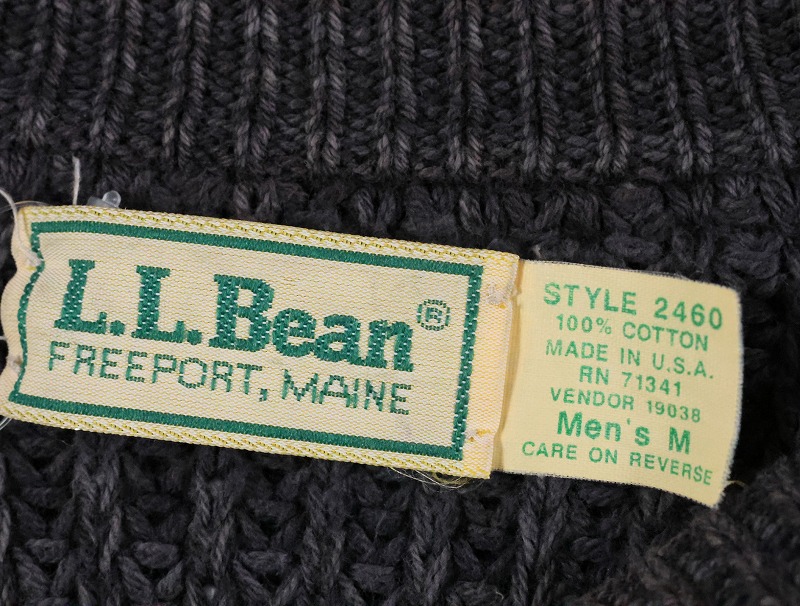 L.L.Bean®
FREEPORT, MAINE
STYLE 2460
100% COTTON
MADE IN U.S.A.
RN 71341
VENDOR 19038
Men's M
CARE ON REVERSE